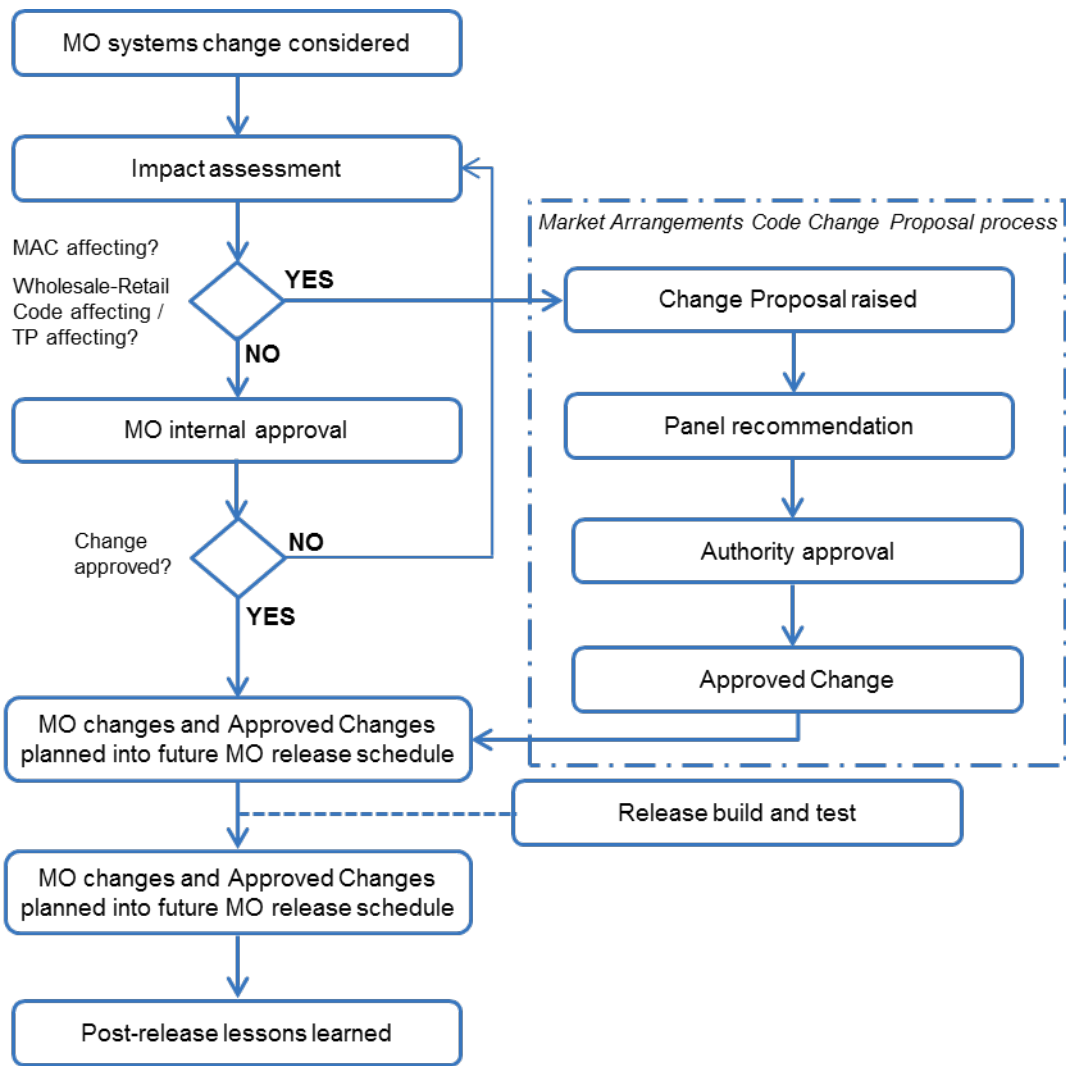 MO systems change considered
Impact assessment
MAC affecting?
Wholesale-Retail
Code affecting /
TP affecting?
YES
NO
MO internal approval
Change
approved?
NO
YES
Market Arrangements Code Change Proposal process
Change Proposal raised
Panel recommendation
Authority approval
Approved Change
MO changes and Approved Changes
planned into future MO release schedule
Release build and test
MO changes and Approved Changes
planned into future MO release schedule
Post-release lessons learned